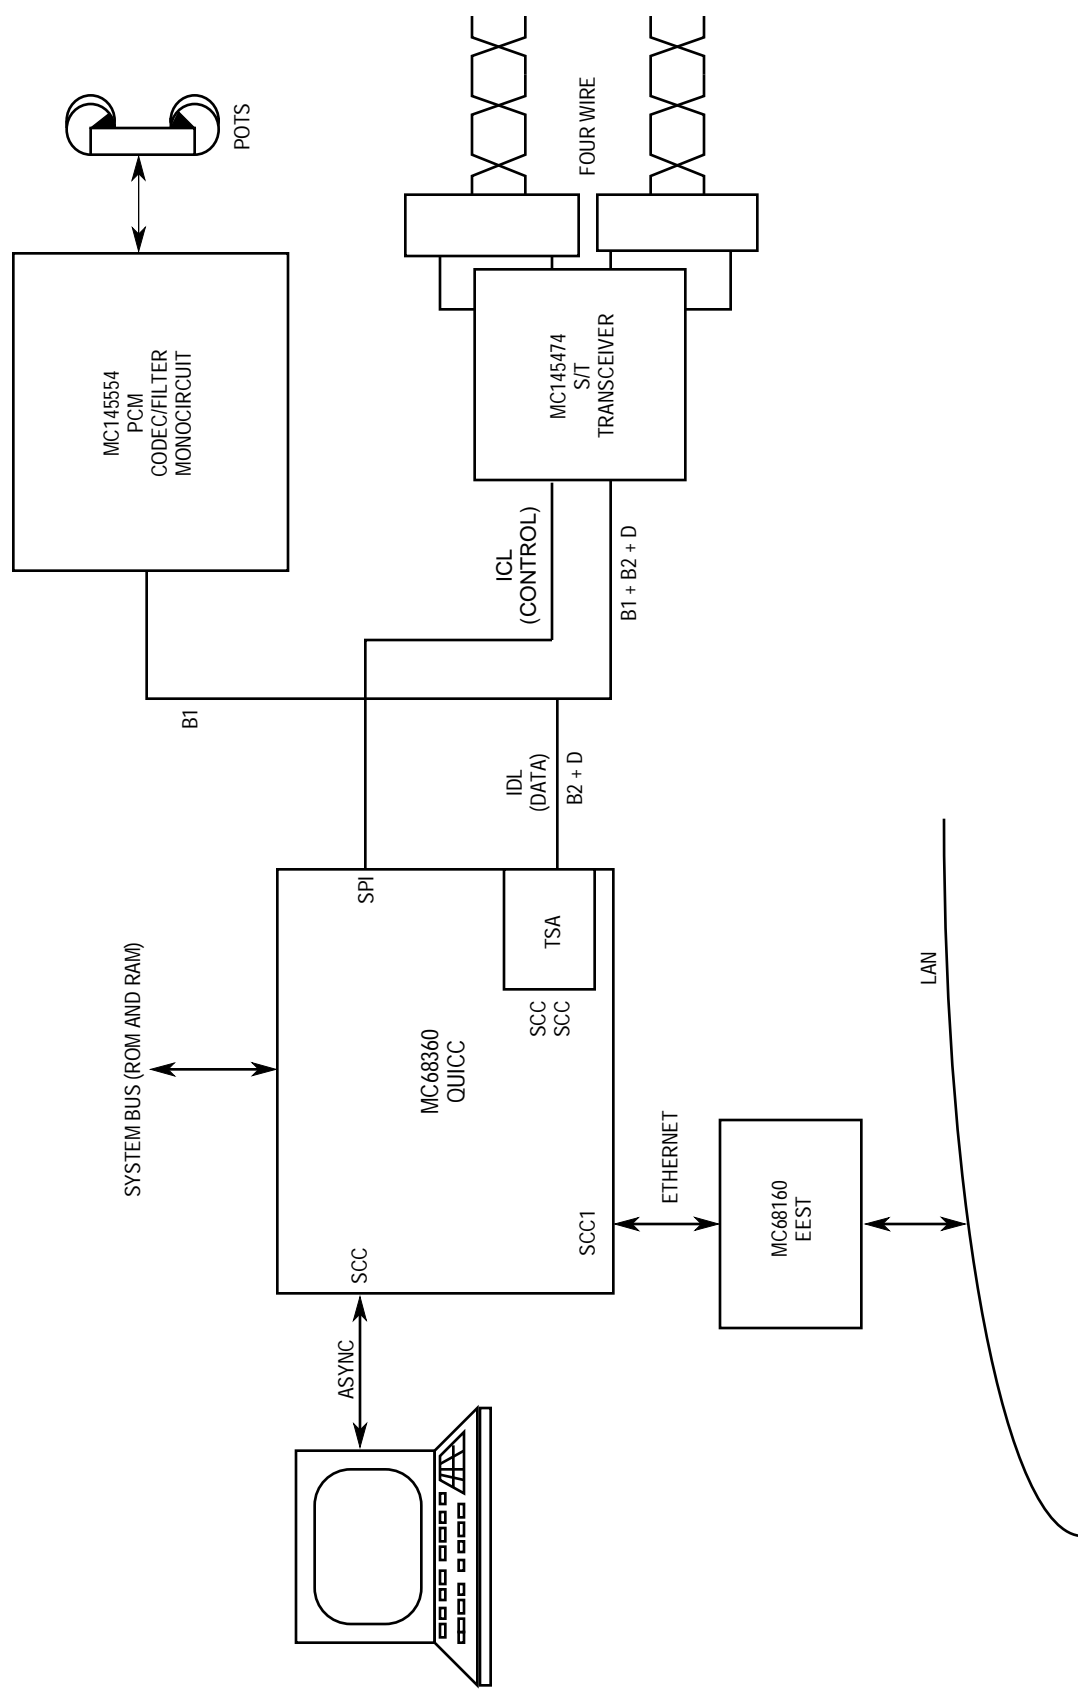 SYSTEM BUS (ROM AND RAM)
B1
MC145554
PCM
CODEC/FILTER
MONOCIRCUIT
POTS
ASYNC
SCC
MC68360
QUICC
SPI
ICL
(CONTROL)
MC145474
S/T
TRANSCEIVER
FOUR WIRE
SCC
SCC
TSA
IDL
(DATA)
B2 + D
B1 + B2 + D
SCC1
ETHERNET
MC68160
EEST
LAN